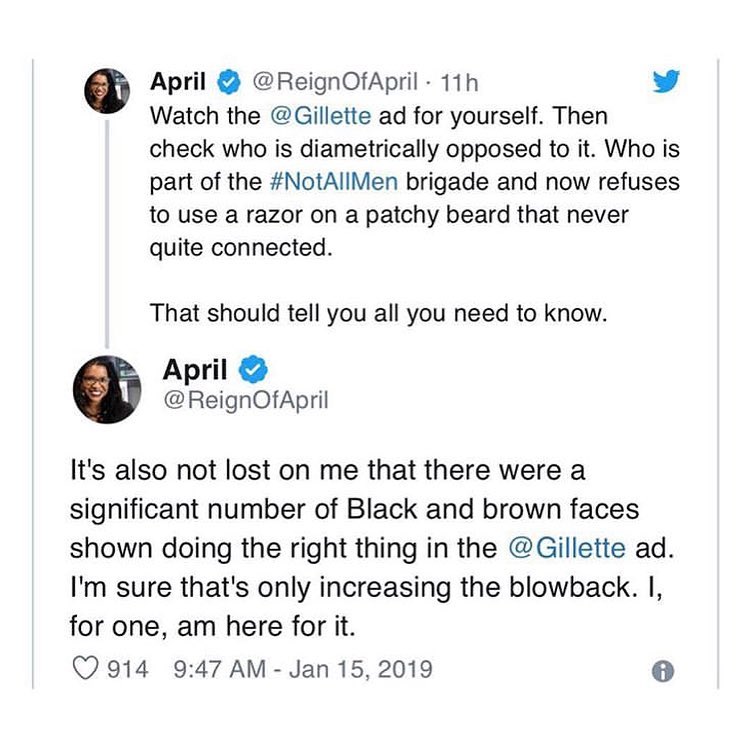 April @ReignOfApril · 11h
Watch the @Gillette ad for yourself. Then
check who is diametrically opposed to it. Who is
part of the #NotAllMen brigade and now refuses
to use a razor on a patchy beard that never
quite connected.
That should tell you all you need to know.
April
@ReignOfApril
It's also not lost on me that there were a
significant number of Black and brown faces
shown doing the right thing in the @Gillette ad.
I'm sure that's only increasing the blowback. I,
for one, am here for it.
914 9:47 AM - Jan 15, 2019